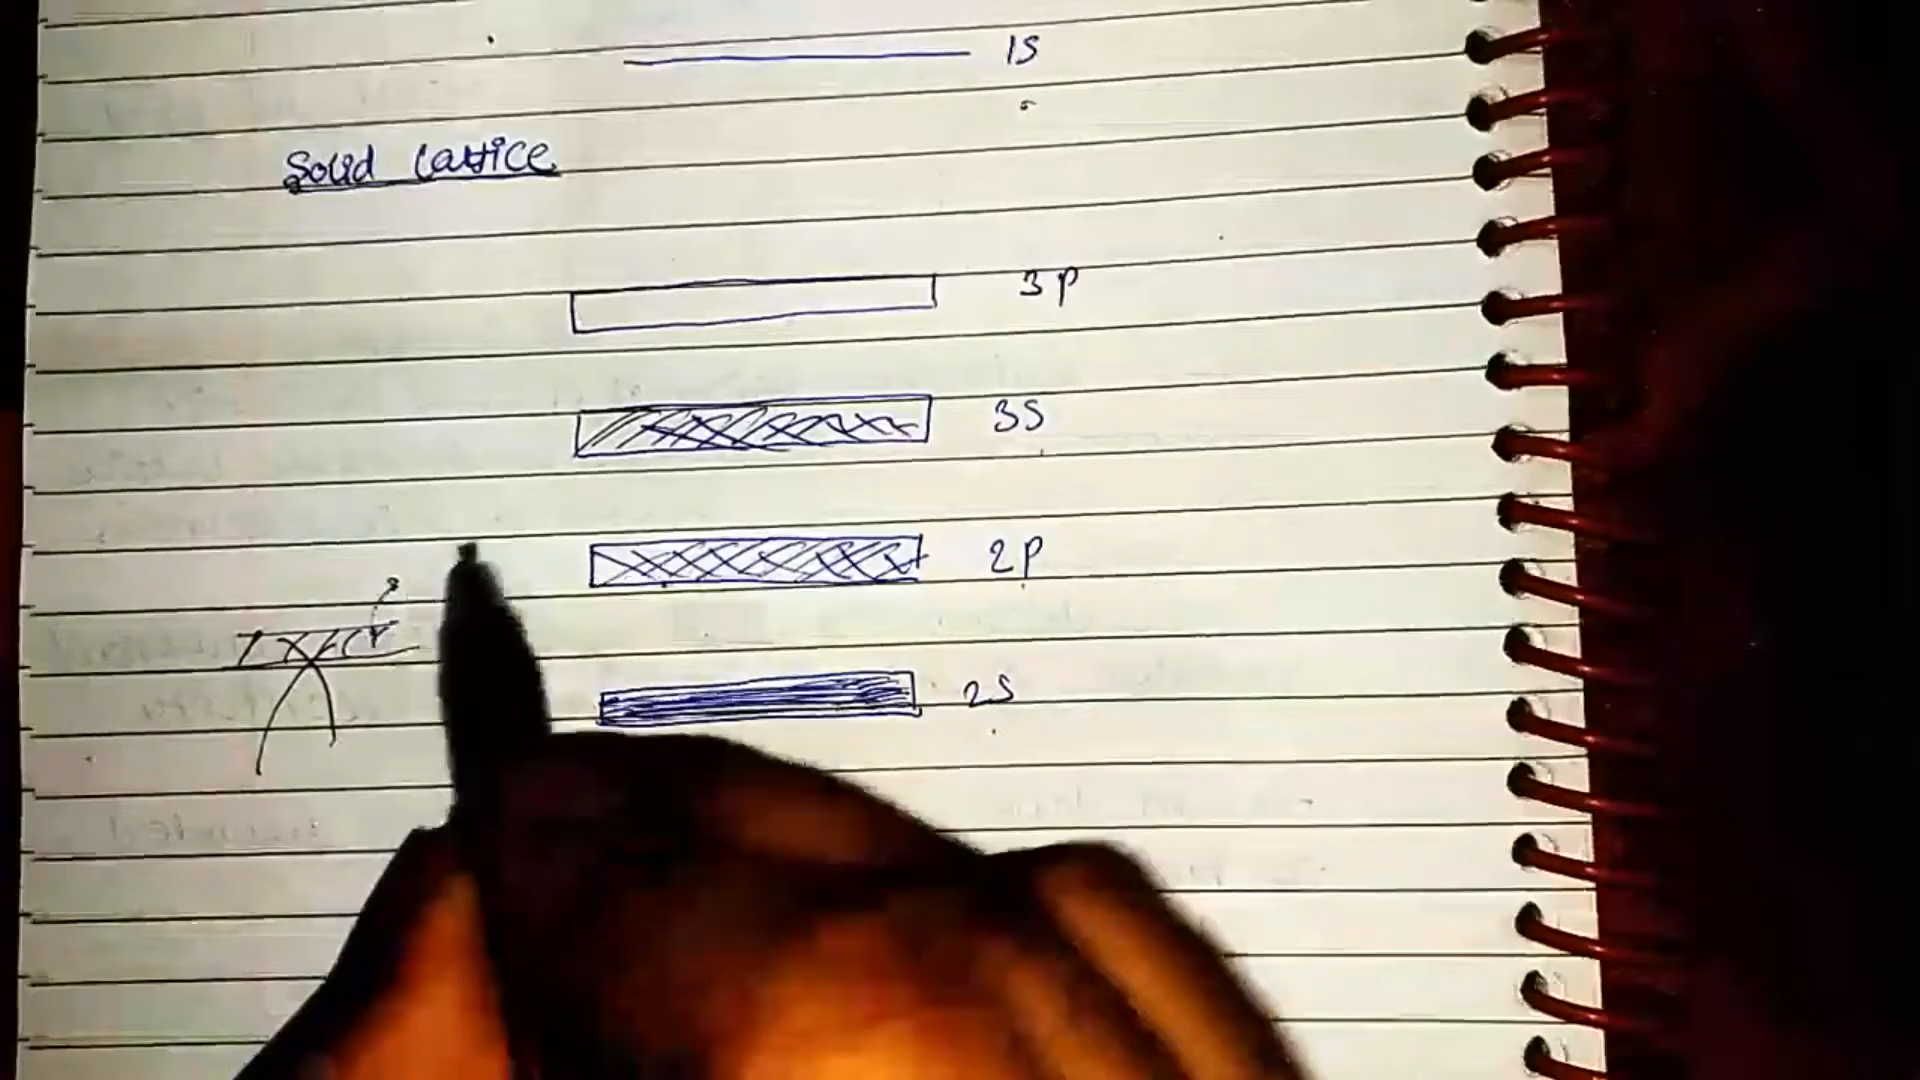 1S
Solid Lattice
3P
3S
2P
2S